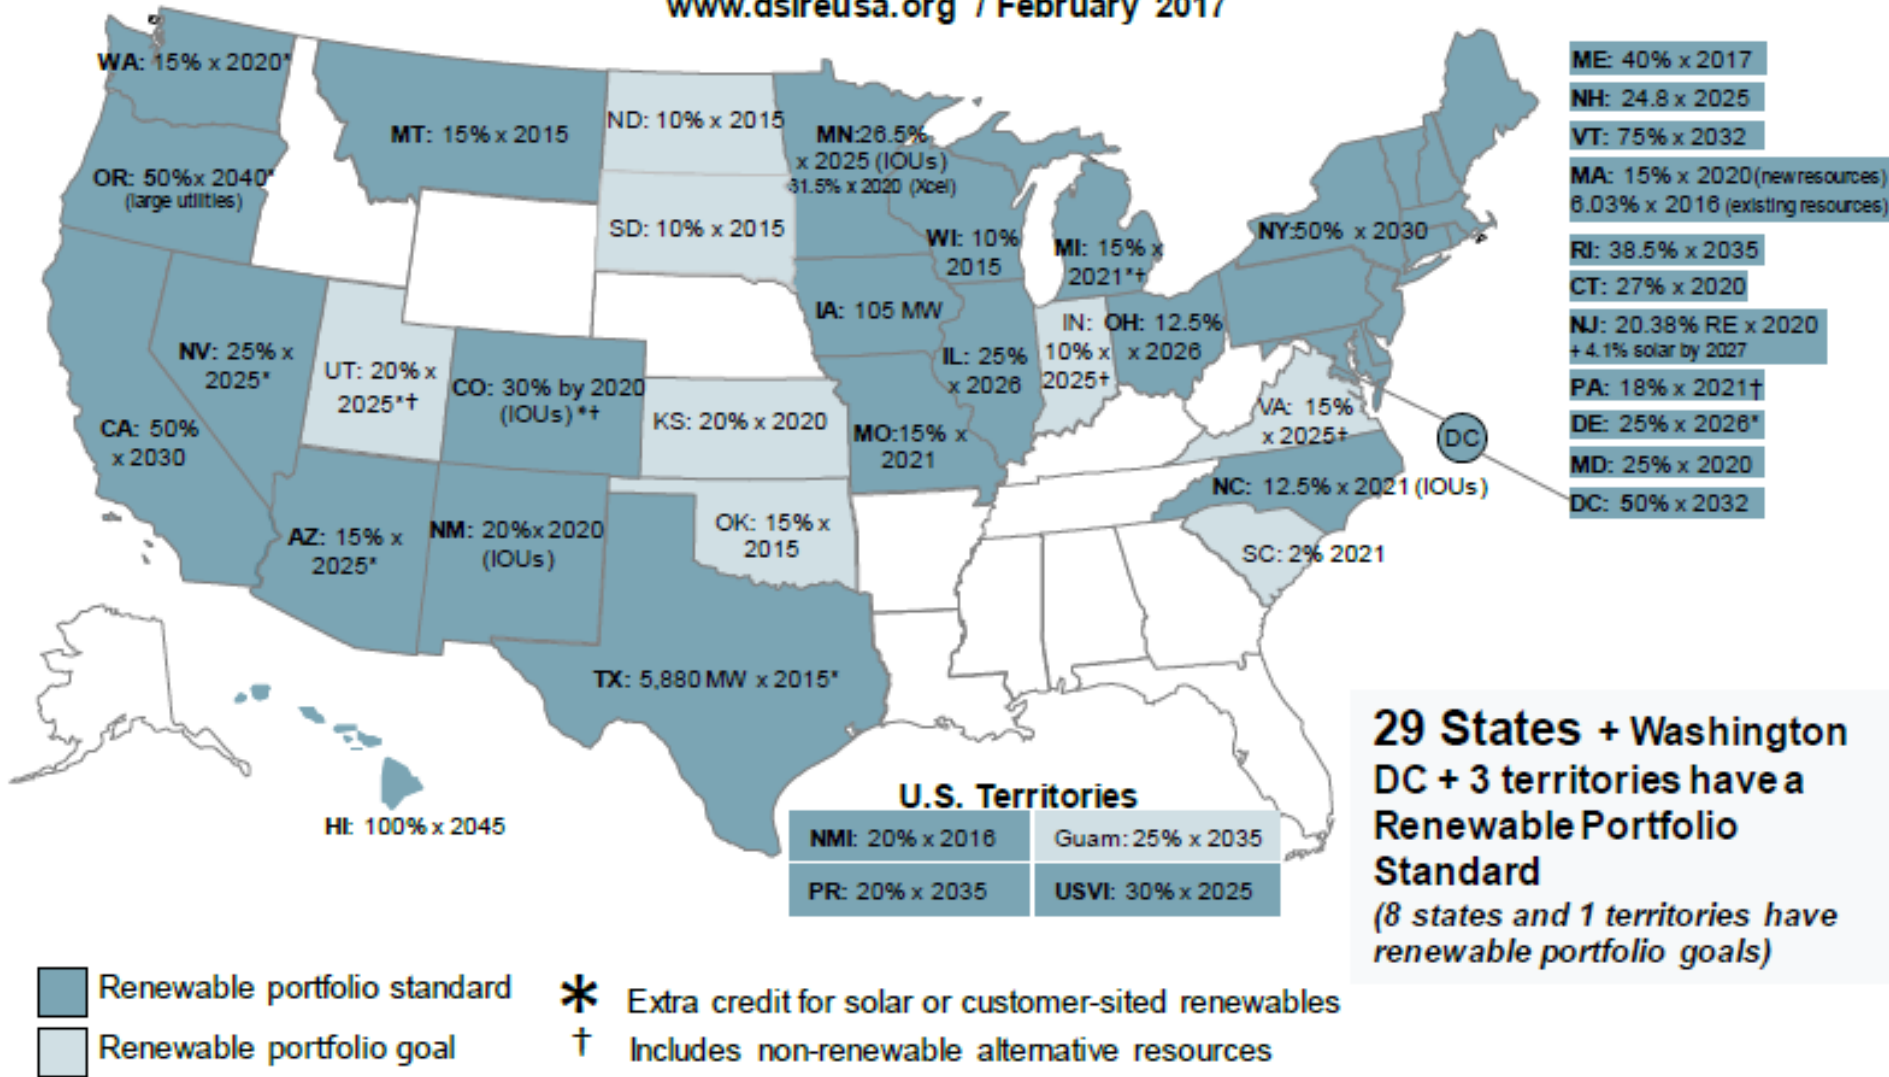 www.dsireusa.org / February 2017
WA: 15% x 2020*
OR: 50%x 2040*
(large utilities)
CA: 50%
x 2030
NV: 25% x
2025*
AZ: 15% x
2025*
MT: 15% x 2015
UT: 20% x
2025*†
CO: 30% by 2020
(IOUs) *†
NM: 20%x 2020
(IOUs)
ND: 10% x 2015
SD: 10% x 2015
KS: 20% x 2020
OK: 15% x
2015
TX: 5,880 MW x 2015*
MN:26.5%
x 2025 (IOUs)
31.5% x 2020 (Xcel)
IA: 105 MW
MO:15% x
2021
WI: 10%
2015
IL: 25%
x 2026
MI: 15% x
2021*†
IN:
10% x
2025†
OH: 12.5%
x 2026
NY:50% x 2030
VA: 15%
x 2025†
NC: 12.5% x 2021 (IOUs)
SC: 2% 2021
DC
HI: 100% x 2045
ME: 40% x 2017
NH: 24.8 x 2025
VT: 75% x 2032
MA: 15% x 2020(new resources)
6.03% x 2016 (existing resources)
RI: 38.5% x 2035
CT: 27% x 2020
NJ: 20.38% RE x 2020
+ 4.1% solar by 2027
PA: 18% x 2021†
DE: 25% x 2026*
MD: 25% x 2020
DC: 50% x 2032
U.S. Territories
NMI: 20% x 2016
Guam: 25% x 2035
PR: 20% x 2035
USVI: 30% x 2025
29 States + Washington
DC + 3 territories have a
Renewable Portfolio
Standard
(8 states and 1 territories have
renewable portfolio goals)
Renewable portfolio standard
Renewable portfolio goal
* Extra credit for solar or customer-sited renewables
† Includes non-renewable alternative resources